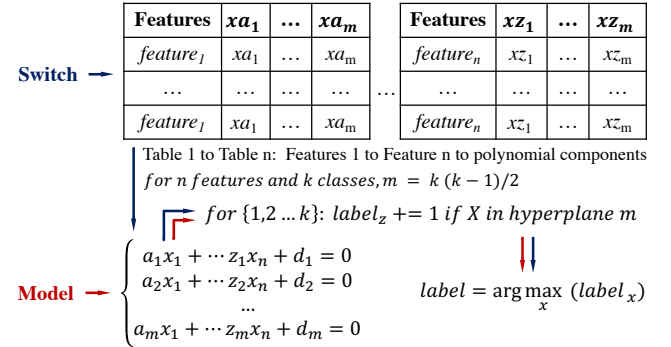 Features xa₁ ... xaₘ
feature₁ xa₁ … xaₘ
… … … …
feature₁ xa₁ … xaₘ
…
Features xz₁ ... xzₘ
featureₙ xz₁ … xzₘ
… … … …
featureₙ xz₁ … xzₘ
Switch
Table 1 to Table n: Features 1 to Feature n to polynomial components
for n features and k classes, m = k (k − 1)/2
for {1,2 … k}: label_z += 1 if X in hyperplane m
Model
a₁x₁ + ⋯ z₁xₙ + d₁ = 0
a₂x₁ + ⋯ z₂xₙ + d₂ = 0
…
aₘx₁ + ⋯ zₘxₙ + dₘ = 0
label = arg max (label ₓ)
x